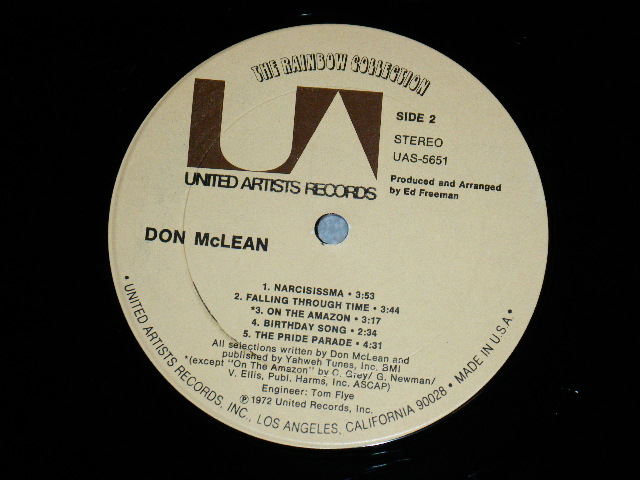 THE RAINBOW COLLECTION
UA
SIDE 2
STEREO
UAS-5651
UNITED ARTISTS RECORDS
Produced and Arranged
by Ed Freeman
DON McLEAN
1. NARCISISSMA • 3:53
2. FALLING THROUGH TIME • 3:44
*3. ON THE AMAZON • 3:17
4. BIRTHDAY SONG • 2:34
5. THE PRIDE PARADE • 4:31
All selections written by Don McLean and
published by Yahweh Tunes, Inc. BMI
*(except "On The Amazon" by C. Grey/ G. Newman/
V. Ellis, Publ. Harms, Inc. ASCAP)
Engineer: Tom Flye
℗ 1972 United Records, Inc.
• UNITED ARTISTS RECORDS, INC., LOS ANGELES, CALIFORNIA 90028 • MADE IN U.S.A •